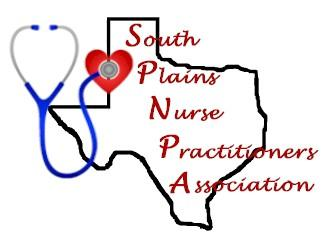 South
Plains
Nurse
Practitioners
Association